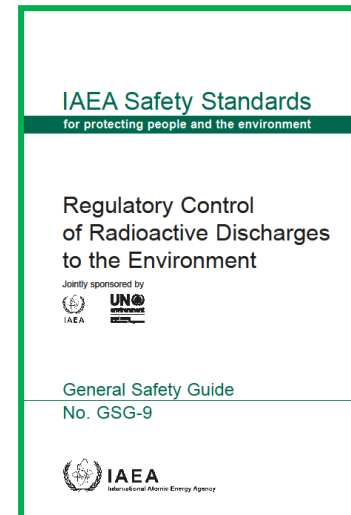 IAEA Safety Standards
for protecting people and the environment
Regulatory Control
of Radioactive Discharges
to the Environment
Jointly sponsored by
IAEA
UN
environment
General Safety Guide
No. GSG-9
IAEA
International Atomic Energy Agency